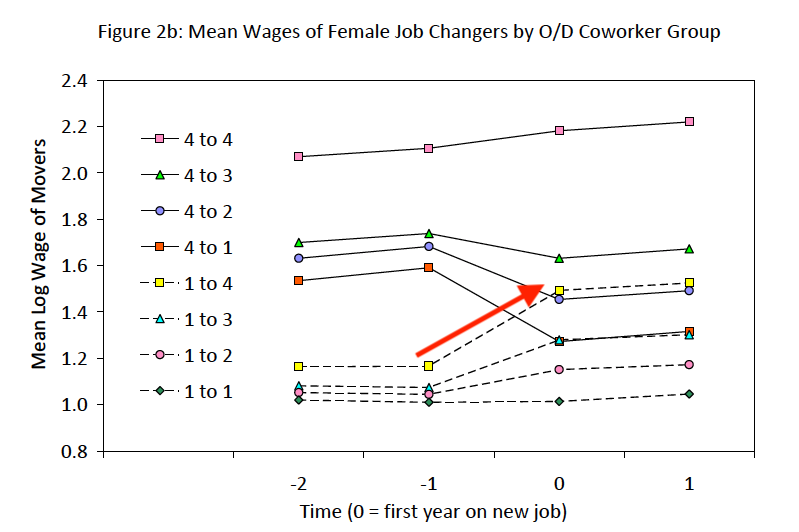 Figure 2b: Mean Wages of Female Job Changers by O/D Coworker Group
Mean Log Wage of Movers
2.4
2.2
2.0
1.8
1.6
1.4
1.2
1.0
0.8
4 to 4
4 to 3
4 to 2
4 to 1
1 to 4
1 to 3
1 to 2
1 to 1
-2 -1 0 1
Time (0 = first year on new job)